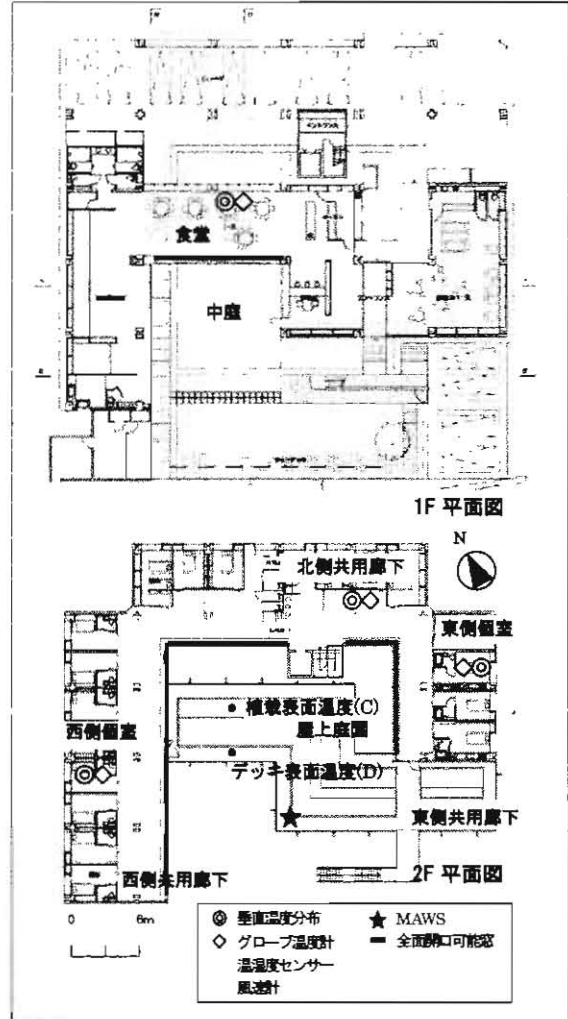 食堂
中庭
1F 平面図
N
北側共用廊下
東側個室
植栽表面温度(C)
屋上庭園
西側個室
デッキ表面温度(D)
東側共用廊下
西側共用廊下
2F 平面図
0 6m
◎ 垂直温度分布
◇ グローブ温度計
温湿度センサー
風速計
★ MAWS
━ 全面開口可能窓